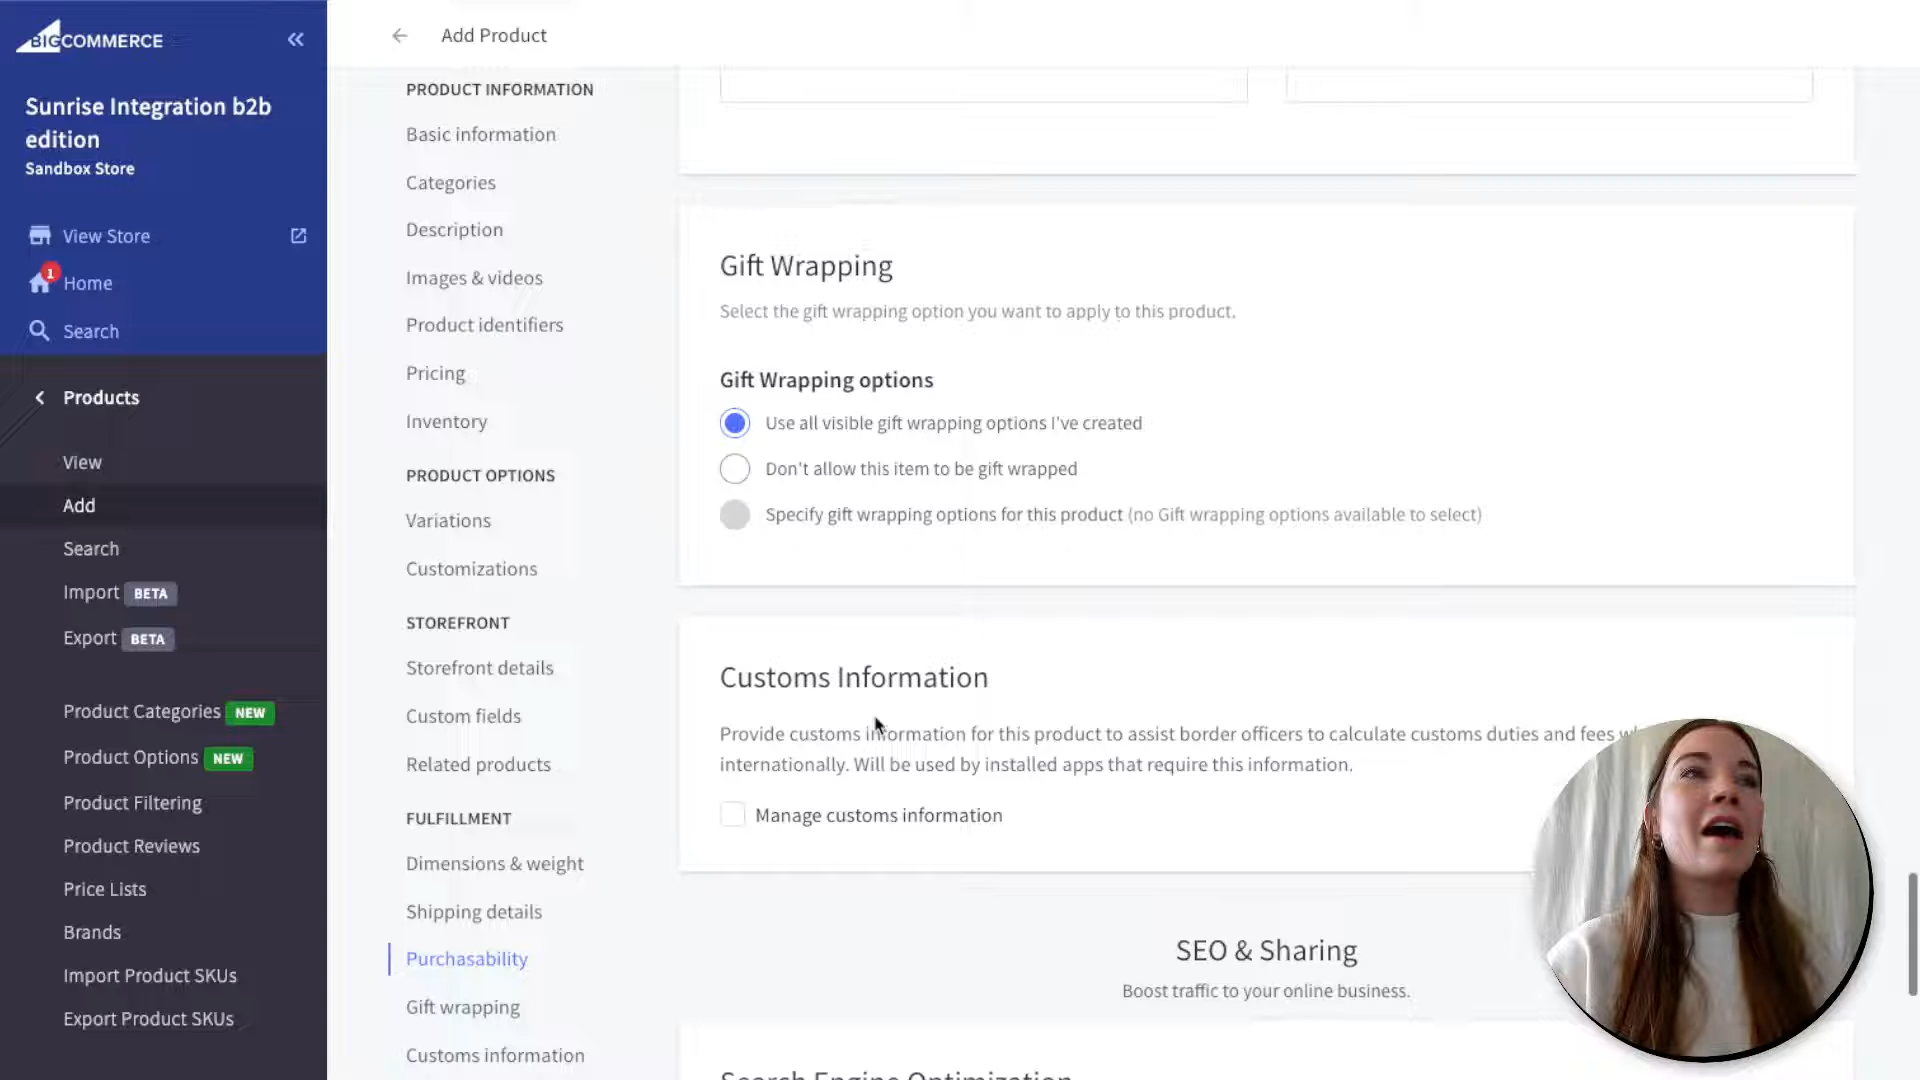 BIGCOMMERCE
Sunrise Integration b2b
edition
Sandbox Store
View Store
1
Home
Search
Products
View
Add
Search
Import BETA
Export BETA
Product Categories NEW
Product Options NEW
Product Filtering
Product Reviews
Price Lists
Brands
Import Product SKUs
Export Product SKUs
Add Product
PRODUCT INFORMATION
Basic information
Categories
Description
Images & videos
Product identifiers
Pricing
Inventory
PRODUCT OPTIONS
Variations
Customizations
STOREFRONT
Storefront details
Custom fields
Related products
FULFILLMENT
Dimensions & weight
Shipping details
Purchasability
Gift wrapping
Customs information
Gift Wrapping
Select the gift wrapping option you want to apply to this product.
Gift Wrapping options
Use all visible gift wrapping options I've created
Don't allow this item to be gift wrapped
Specify gift wrapping options for this product (no Gift wrapping options available to select)
Customs Information
Provide customs information for this product to assist border officers to calculate customs duties and fees
internationally. Will be used by installed apps that require this information.
Manage customs information
SEO & Sharing
Boost traffic to your online business.
Search Engine Optimization